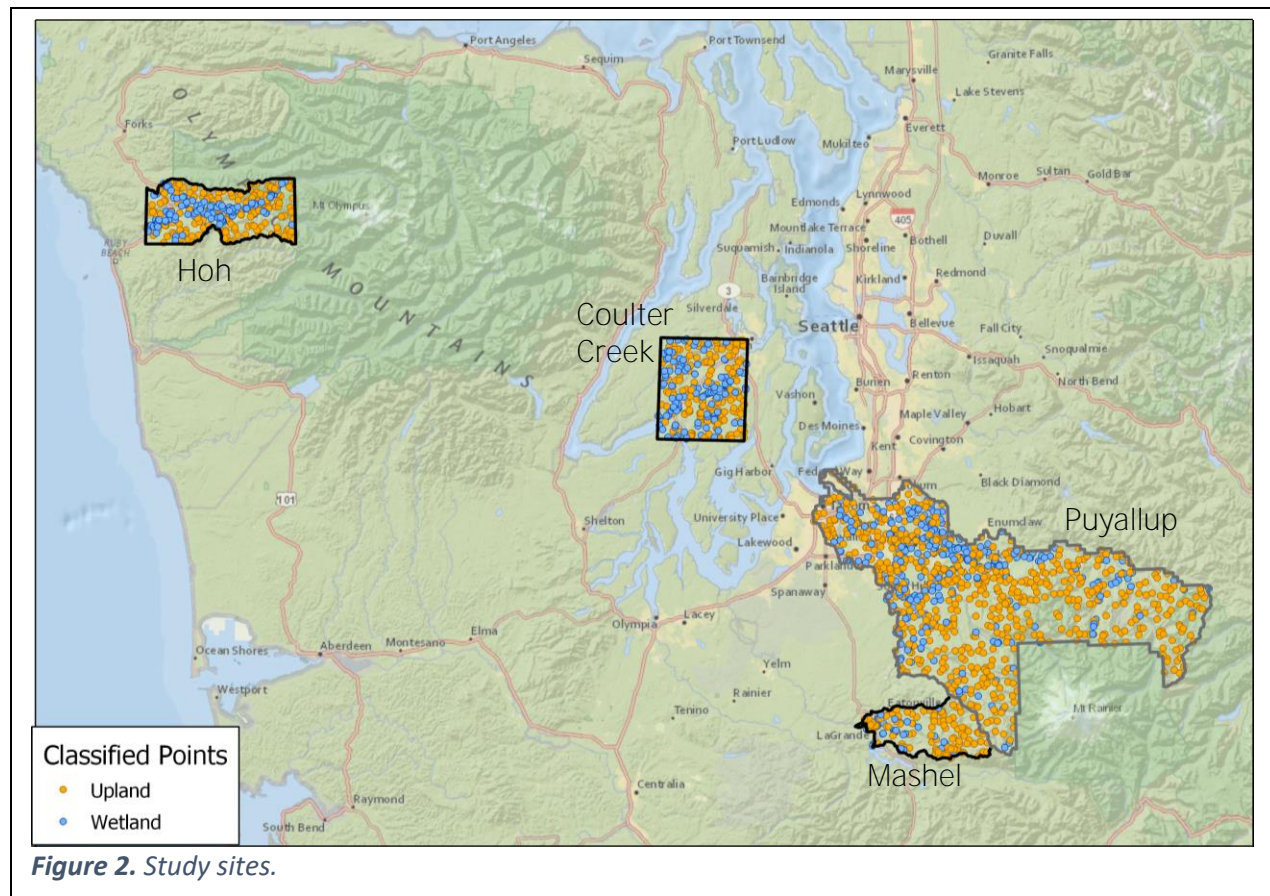 Port Angeles
Port Townsend
Sequim
Granite Falls
Marysville
Lake Stevens
OLYM
Forks
Everett
Port Ludlow
Mukilteo
Monroe
Sultan
Gold Bar
Lynnwood
Edmonds
Mt Olympus
405
Mountlake Terrace
RUBY
BEACH
Suquamish
Indianola
Shoreline
Bothell
Duvall
Hoh
MOUNTAINS
Bainbridge
Island
Kirkland
Redmond
3
Silverdale
Coulter
Creek
Seattle
Bellevue
Fall City
Snoqualmie
Issaquah
North Bend
Renton
Vashon
Maple Valley
Hobart
Des Moines
Kent
Covington
Gig Harbor
Black Diamond
101
University Place
Enumclaw
Puyallup
Shelton
Lakewood
Parkland
Spanaway
Olympia
Lacey
Elma
Montesano
Aberdeen
Ocean Shores
Yelm
Westport
Rainier
Tenino
Mt Rainier
Eatonville
LaGrande
Mashel
Centralia
Raymond
South Bend
Classified Points
Upland
Wetland
Figure 2. Study sites.